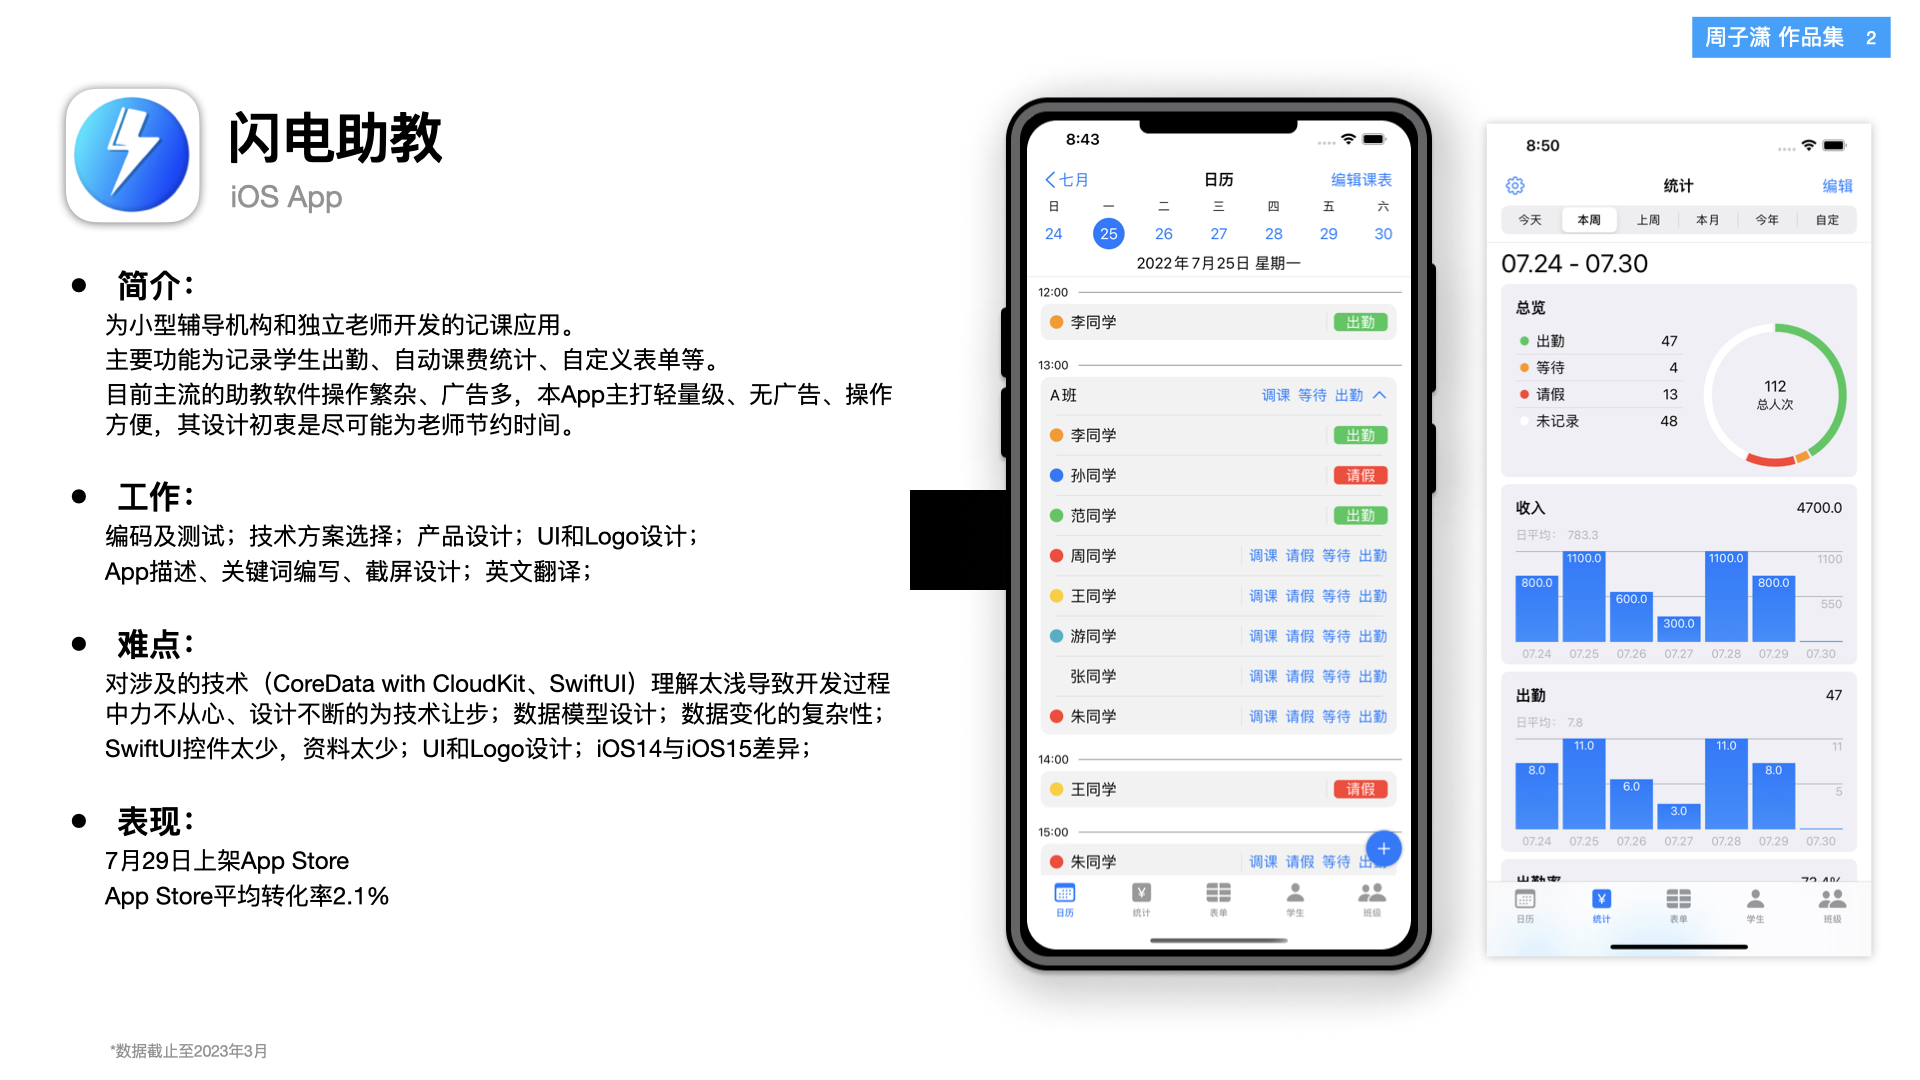 周子潇 作品集 2
闪电助教
iOS App
简介：
为小型辅导机构和独立老师开发的记课应用。
主要功能为记录学生出勤、自动课费统计、自定义表单等。
目前主流的助教软件操作繁杂、广告多，本App主打轻量级、无广告、操作
方便，其设计初衷是尽可能为老师节约时间。
工作：
编码及测试；技术方案选择；产品设计；UI和Logo设计；
App描述、关键词编写、截屏设计；英文翻译；
难点：
对涉及的技术（CoreData with CloudKit、SwiftUI）理解太浅导致开发过程
中力不从心、设计不断的为技术让步；数据模型设计；数据变化的复杂性；
SwiftUI控件太少，资料太少；UI和Logo设计；iOS14与iOS15差异；
表现：
7月29日上架App Store
App Store平均转化率2.1%
*数据截止至2023年3月
8:43
七月 日历 编辑课表
日 一 二 三 四 五 六
24 25 26 27 28 29 30
2022年7月25日 星期一
12:00
李同学 出勤
13:00
A班 调课 等待 出勤
李同学 出勤
孙同学 请假
范同学 出勤
周同学 调课 请假 等待 出勤
王同学 调课 请假 等待 出勤
游同学 调课 请假 等待 出勤
张同学 调课 请假 等待 出勤
朱同学 调课 请假 等待 出勤
14:00
王同学 请假
15:00
朱同学 调课 请假 等待 出
日历 统计 表单 学生 班级
8:50
统计 编辑
今天 本周 上周 本月 今年 自定
07.24 - 07.30
总览
出勤 47
等待 4
请假 13
未记录 48
112
总人次
收入 4700.0
日平均： 783.3
800.0 1100.0 600.0 300.0 1100.0 800.0
1100
550
07.24 07.25 07.26 07.27 07.28 07.29 07.30
出勤 47
日平均： 7.8
8.0 11.0 6.0 3.0 11.0 8.0
11
5
07.24 07.25 07.26 07.27 07.28 07.29 07.30
出勤率 73.4%
日历 统计 表单 学生 班级